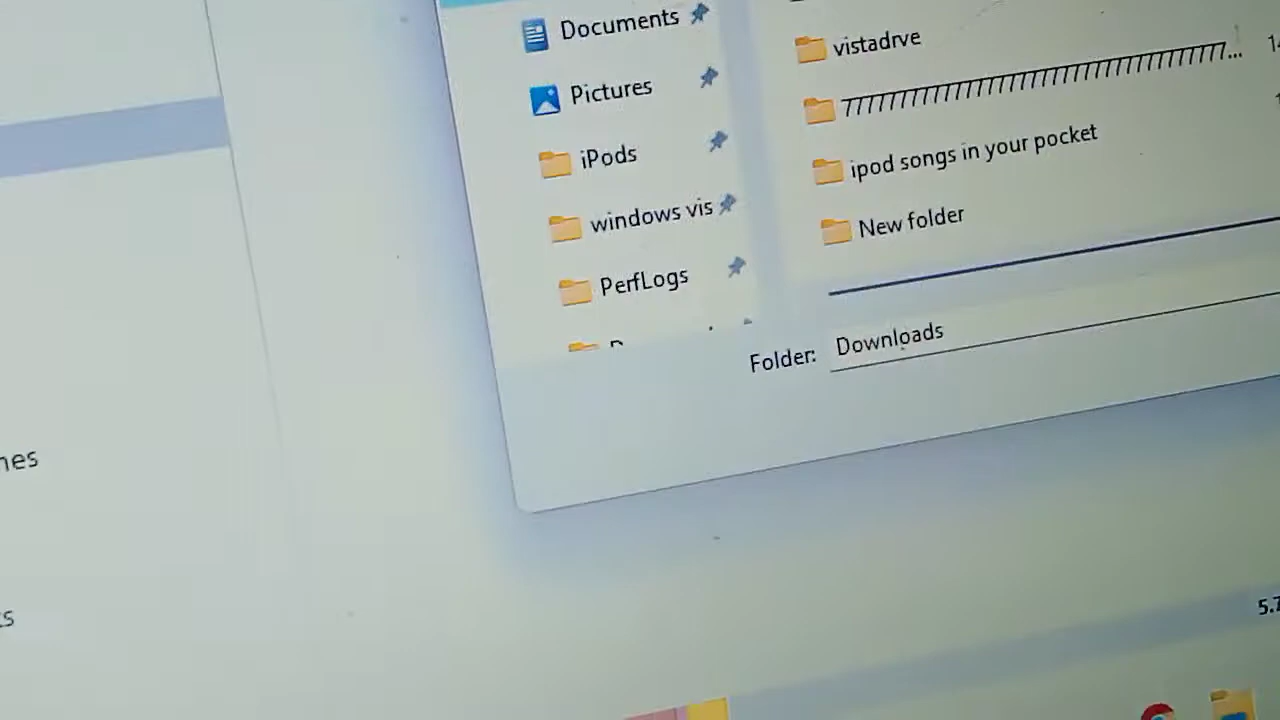 Documents
Pictures
iPods
windows vis
PerfLogs
vistadrve
ipod songs in your pocket
New folder
Folder: Downloads